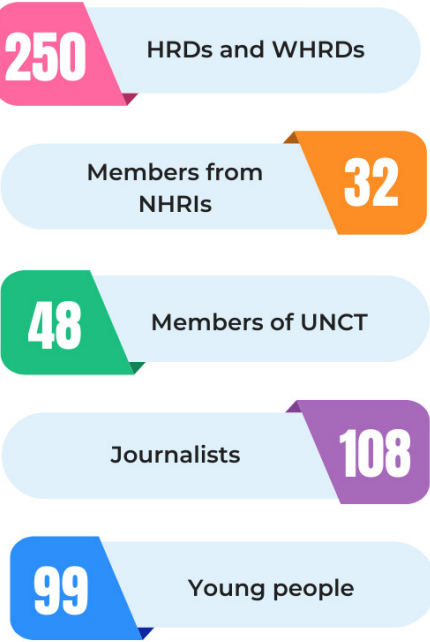 250
HRDs and WHRDs
Members from
NHRIs
32
48
Members of UNCT
Journalists
108
99
Young people